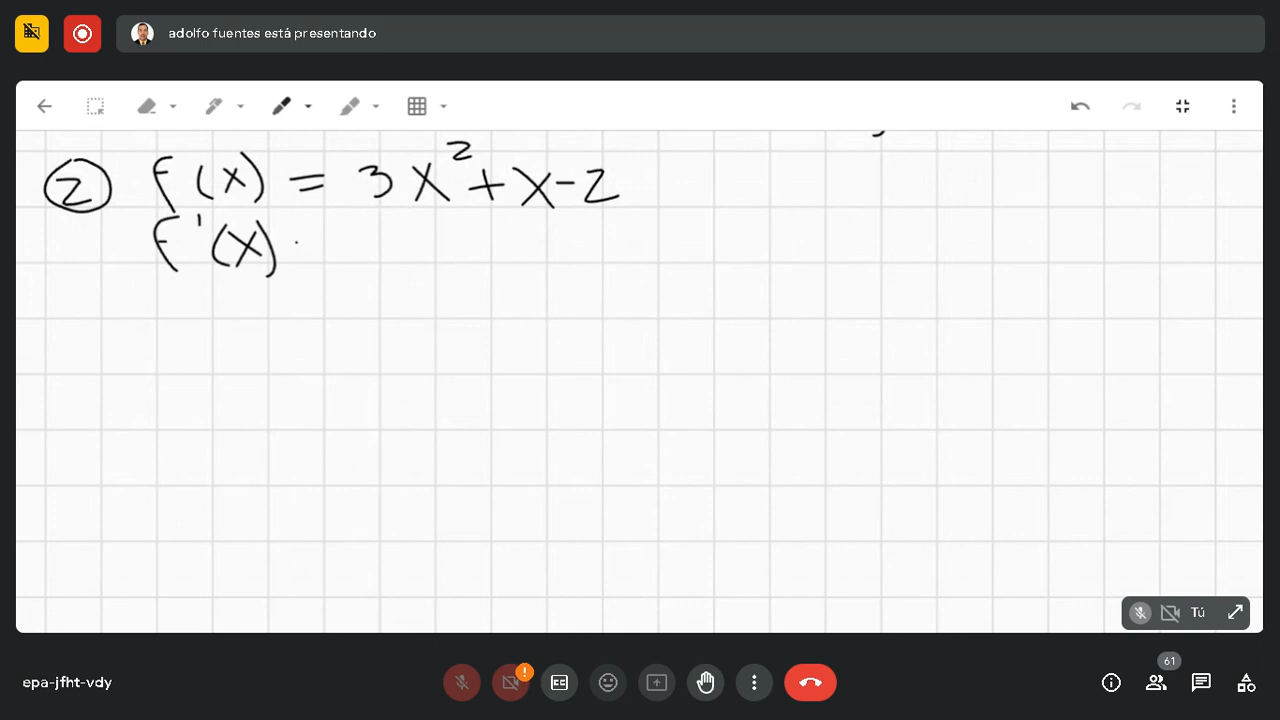 adolfo fuentes está presentando
② f(x) = 3x²+x-2
f'(x)
Tú
epa-jfht-vdy
61